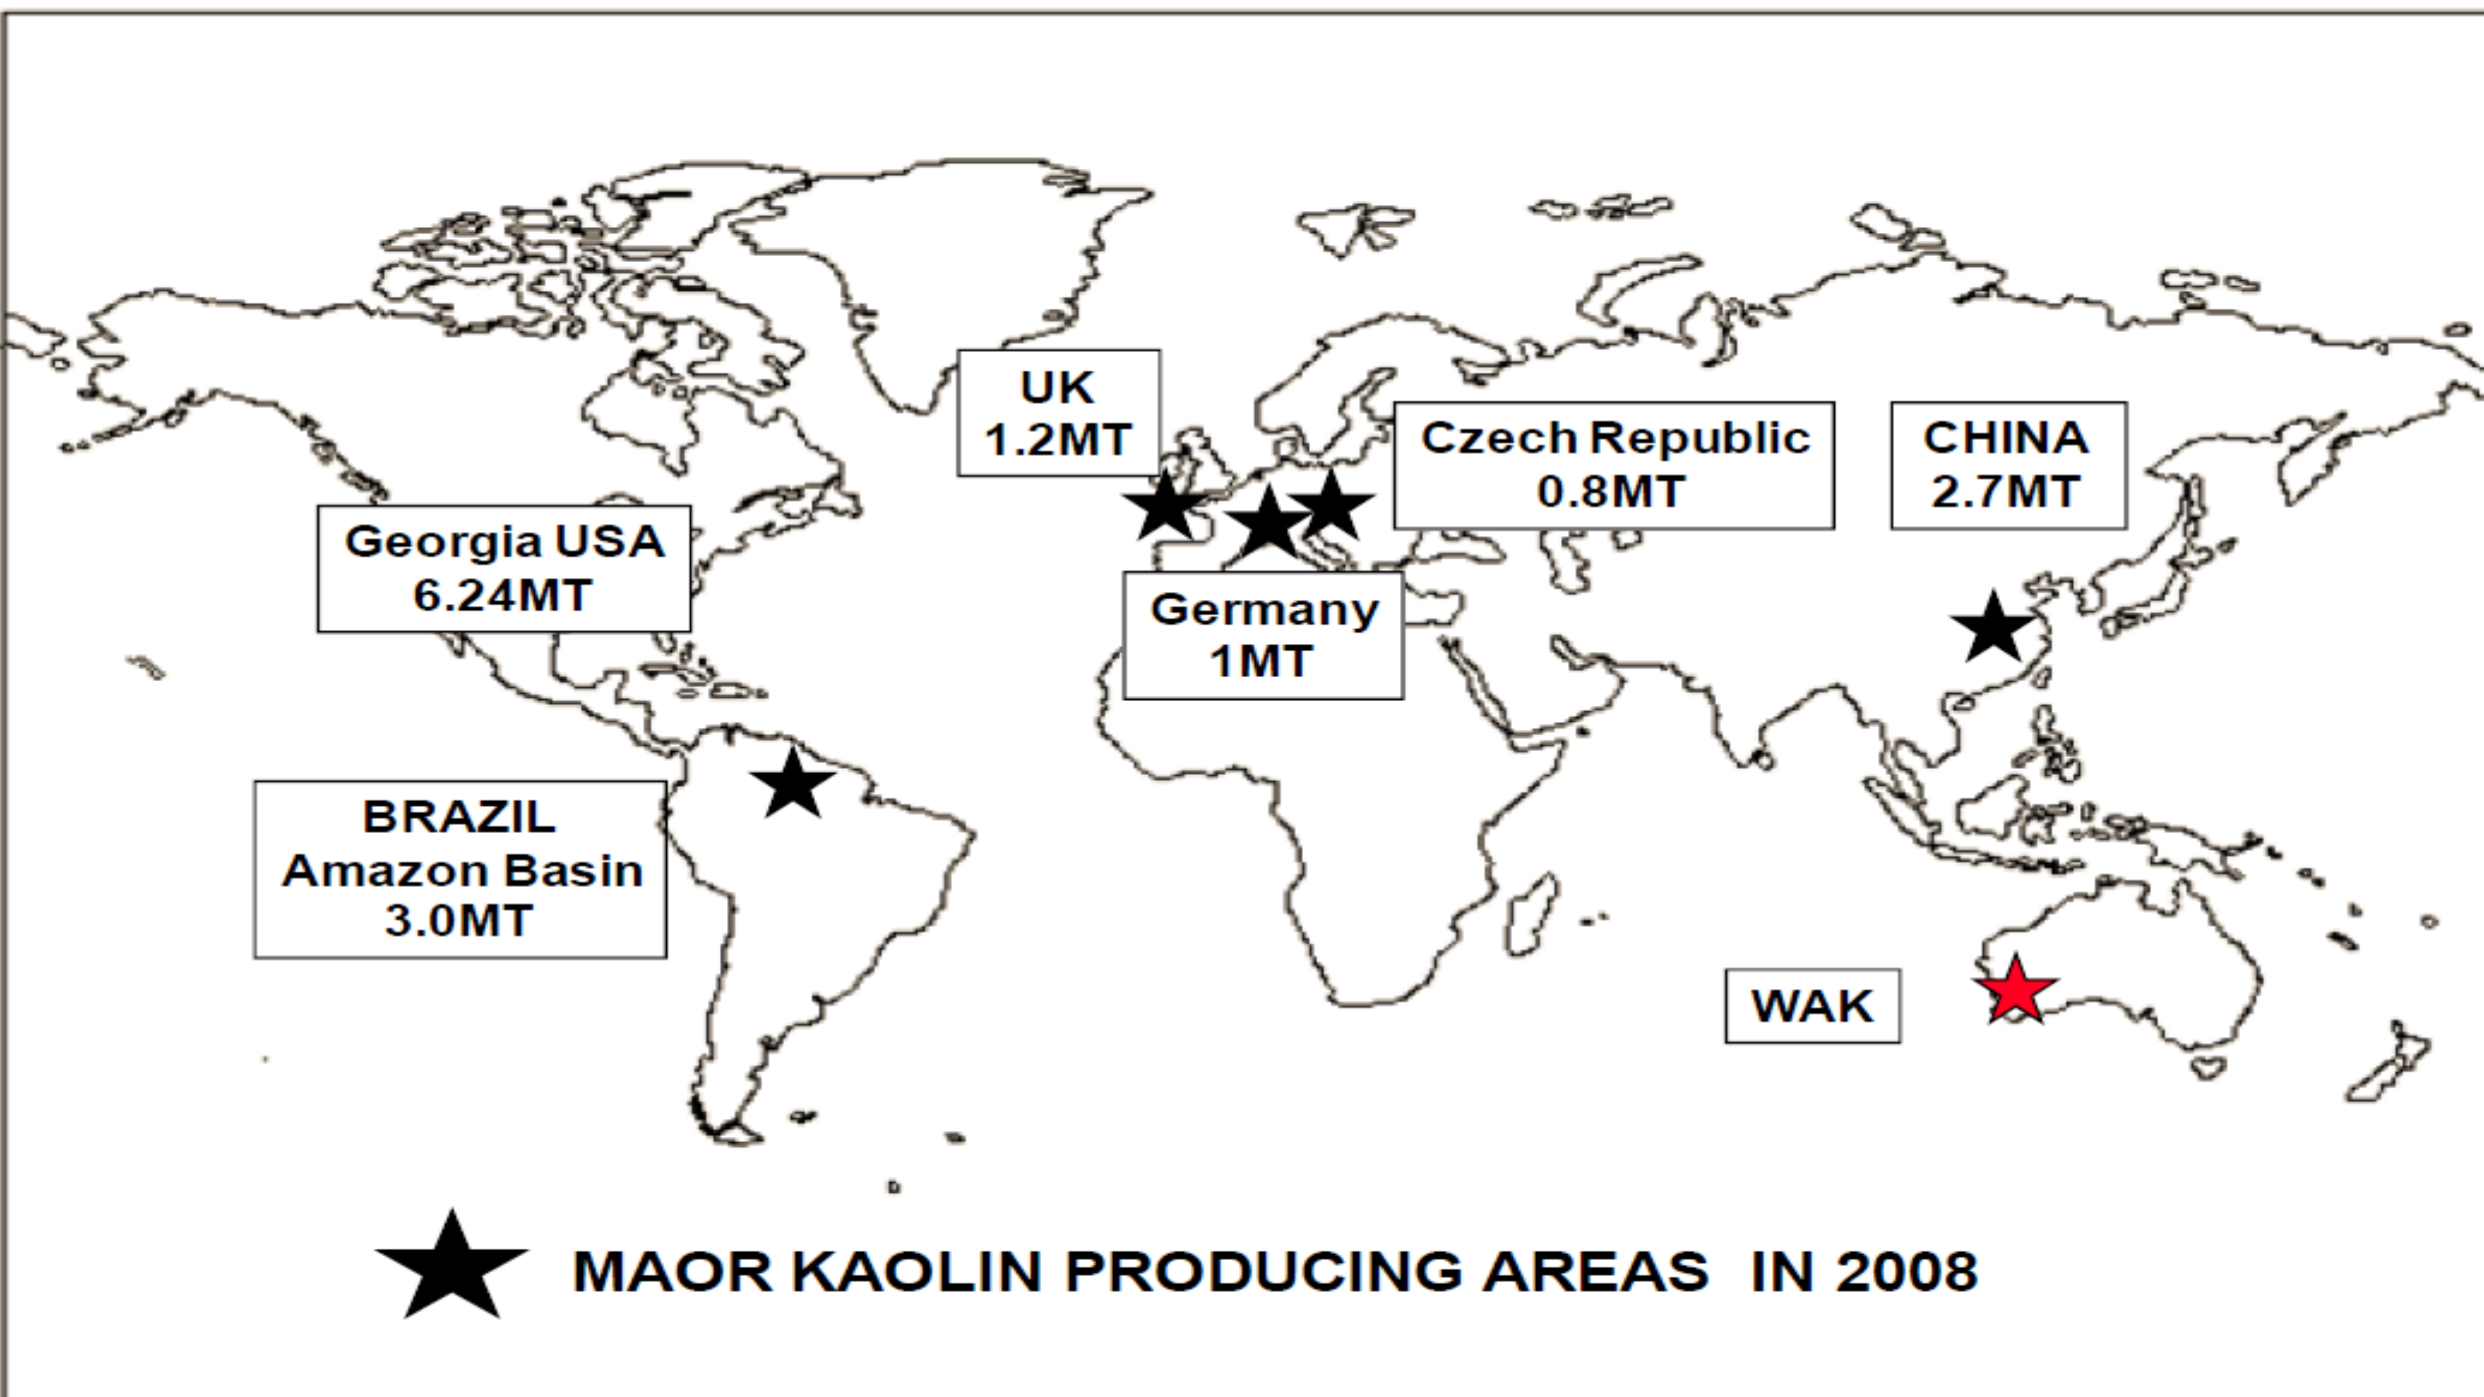 UK
1.2MT
Czech Republic
0.8MT
CHINA
2.7MT
Georgia USA
6.24MT
Germany
1MT
BRAZIL
Amazon Basin
3.0MT
WAK
MAOR KAOLIN PRODUCING AREAS IN 2008